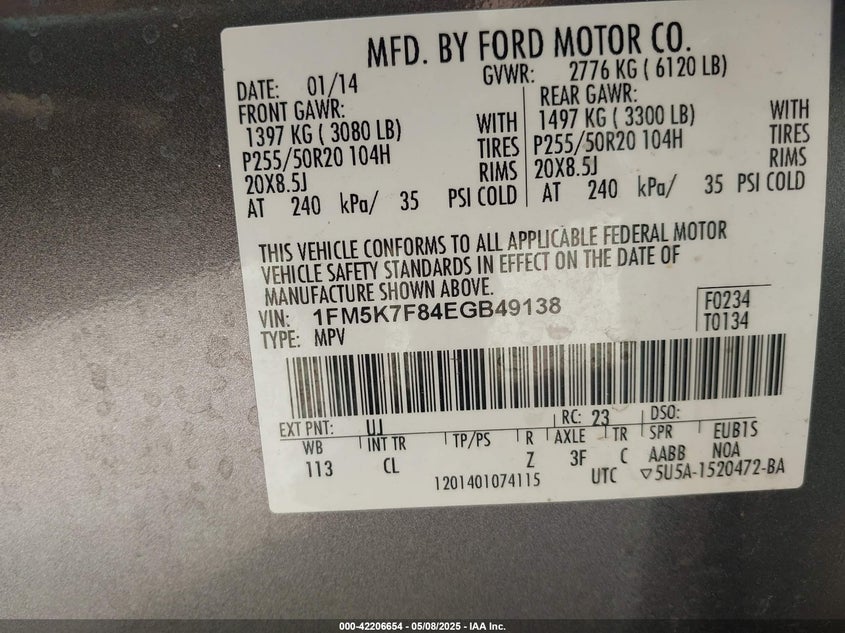 MFD. BY FORD MOTOR CO.
DATE: 01/14
GVWR: 2776 KG ( 6120 LB)
FRONT GAWR:
1397 KG ( 3080 LB) WITH
P255/50R20 104H TIRES
20X8.5J RIMS
AT 240 kPa/ 35 PSI COLD
REAR GAWR:
1497 KG ( 3300 LB) WITH
P255/50R20 104H TIRES
20X8.5J RIMS
AT 240 kPa/ 35 PSI COLD
THIS VEHICLE CONFORMS TO ALL APPLICABLE FEDERAL MOTOR
VEHICLE SAFETY STANDARDS IN EFFECT ON THE DATE OF
MANUFACTURE SHOWN ABOVE.
VIN: 1FM5K7F84EGB49138
TYPE: MPV
F0234
T0134
EXT PNT: UJ RC: 23 DSO:
WB INT TR TP/PS R AXLE TR SPR EUB1S
113 CL Z 3F C AABB NOA
1201401074115 UTC ▽5U5A-1520472-BA
000-42206654 - 05/08/2025 - IAA Inc.